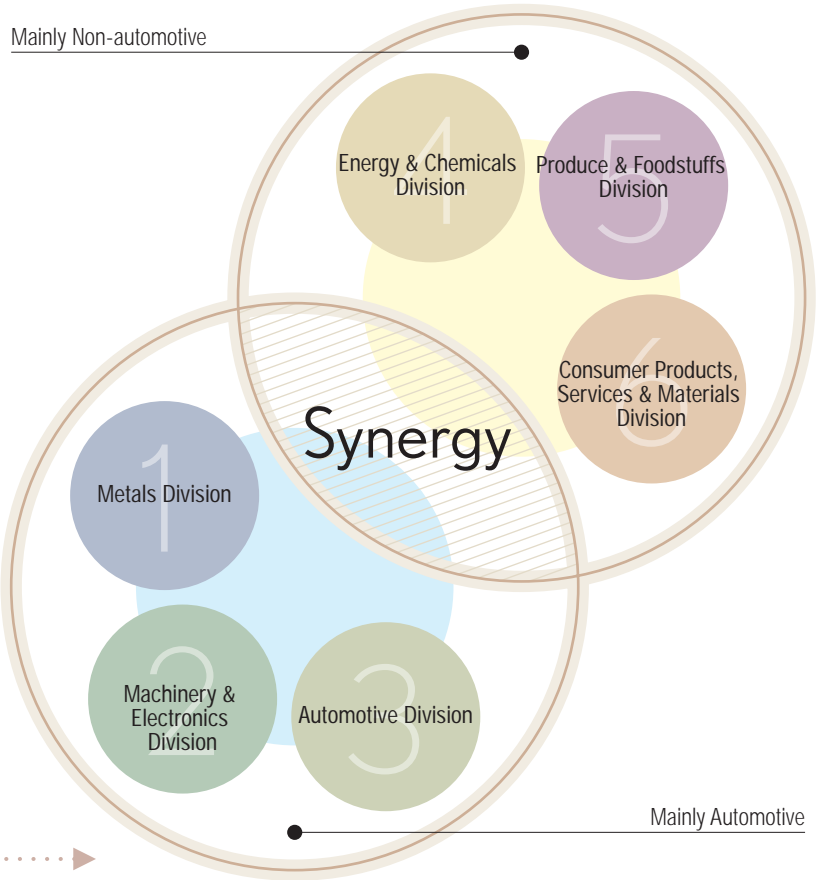 Mainly Non-automotive
4
Energy & Chemicals
Division
5
Produce & Foodstuffs
Division
6
Consumer Products,
Services & Materials
Division
Synergy
1
Metals Division
2
Machinery &
Electronics
Division
3
Automotive Division
Mainly Automotive